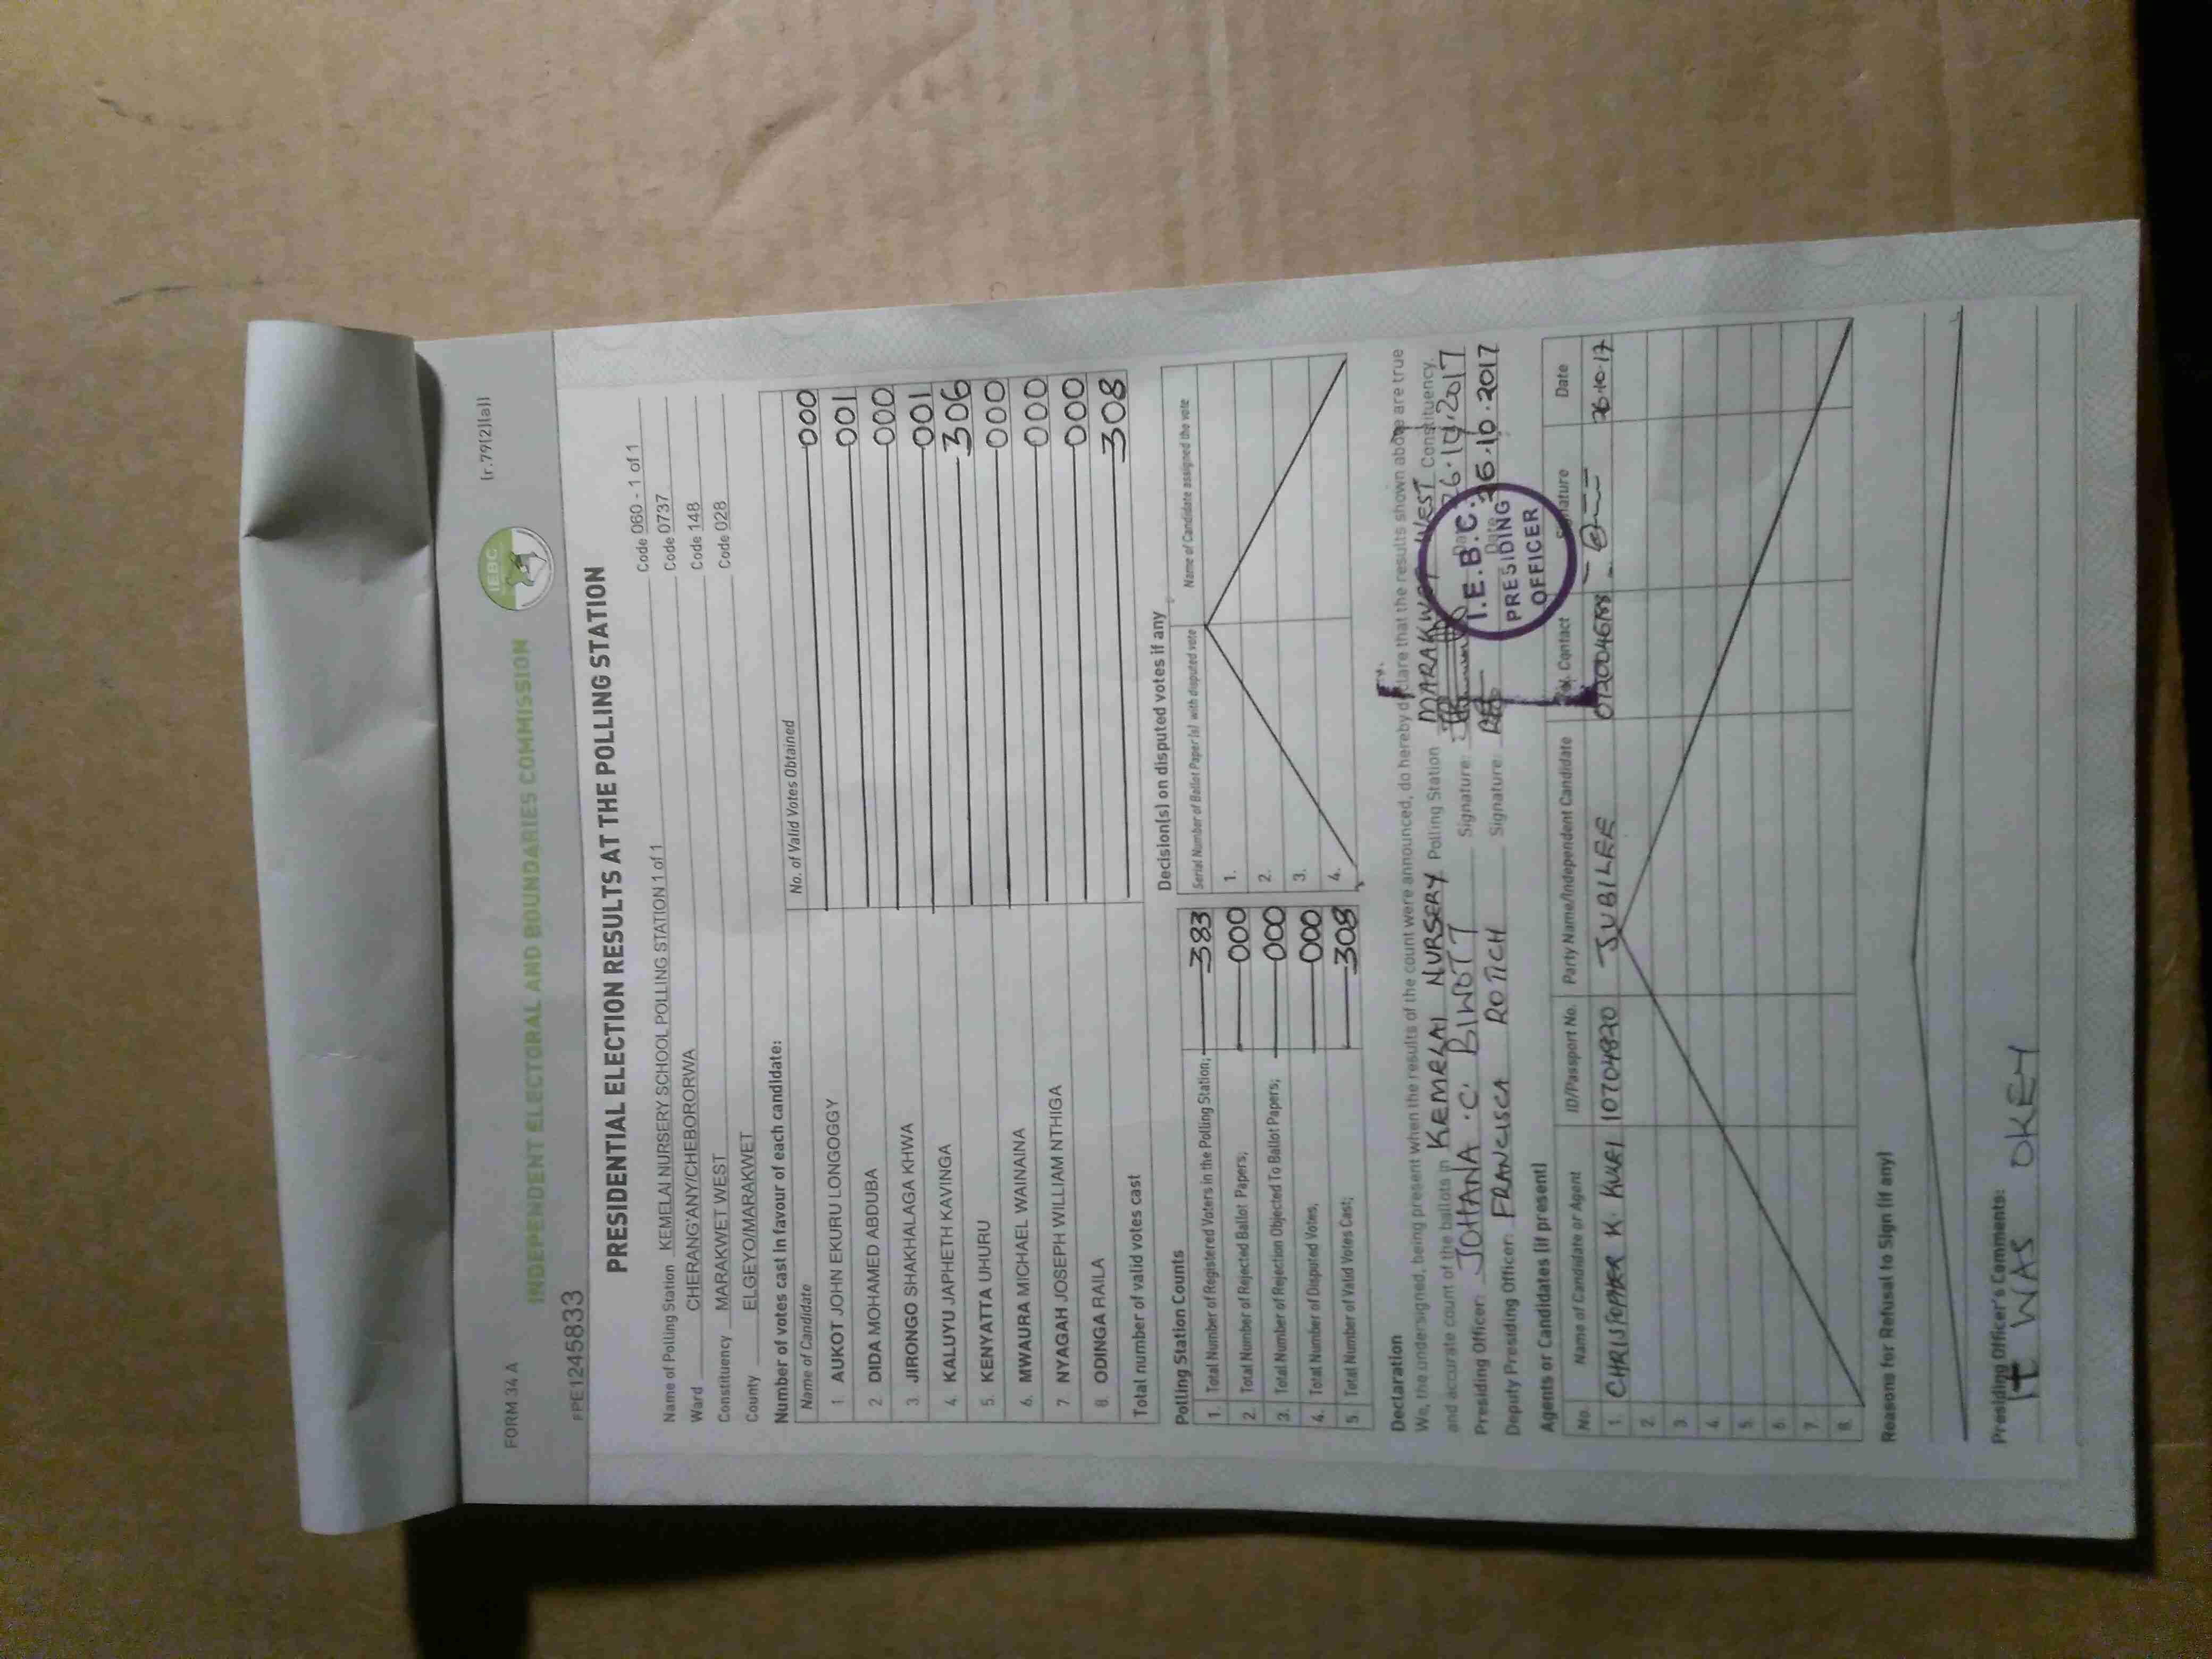 FORM 34 A
(r.79(2)(a))
INDEPENDENT ELECTORAL AND BOUNDARIES COMMISSION
IEBC
PE1245833
PRESIDENTIAL ELECTION RESULTS AT THE POLLING STATION
Name of Polling Station KEMELAI NURSERY SCHOOL POLLING STATION 1 of 1 Code 060 - 1 of 1
Ward CHERANG'ANY/CHEBORORWA Code 0737
Constituency MARAKWET WEST Code 148
County ELGEYO/MARAKWET Code 028
Number of votes cast in favour of each candidate:
Name of Candidate No. of Valid Votes Obtained
1. AUKOT JOHN EKURU LONGOGGY 000
2. DIDA MOHAMED ABDUBA 001
3. JIRONGO SHAKHALAGA KHWA 000
4. KALUYU JAPHETH KAVINGA 001
5. KENYATTA UHURU 306
6. MWAURA MICHAEL WAINAINA 000
7. NYAGAH JOSEPH WILLIAM NTHIGA 000
8. ODINGA RAILA 000
Total number of valid votes cast 308
Polling Station Counts
1. Total Number of Registered Voters in the Polling Station; 383
2. Total Number of Rejected Ballot Papers; 000
3. Total Number of Rejection Objected To Ballot Papers; 000
4. Total Number of Disputed Votes; 000
5. Total Number of Valid Votes Cast; 308
Decision(s) on disputed votes if any
Serial Number of Ballot Paper (s) with disputed vote Name of Candidate assigned the vote
1.
2.
3.
4.
Declaration
We, the undersigned, being present when the results of the count were announced, do hereby declare that the results shown above are true
and accurate count of the ballots in KEMELAI NURSERY Polling Station MARAKWET WEST Constituency.
Presiding Officer: JOHANA .C. BIWOTT Signature: Date 26.10.2017
Deputy Presiding Officer: FRANCISCA ROTICH Signature: Date 26.10.2017
I.E.B.C.
PRESIDING
OFFICER
Agents or Candidates (if present)
No. Name of Candidate or Agent ID/Passport No. Party Name/Independent Candidate Contact Signature Date
1. CHRISTOPHER K. 10704820 JUBILEE 26.10.17
2.
3.
4.
5.
6.
7.
8.
Reasons for Refusal to Sign (if any)
Presiding Officer's Comments:
It WAS OKEY